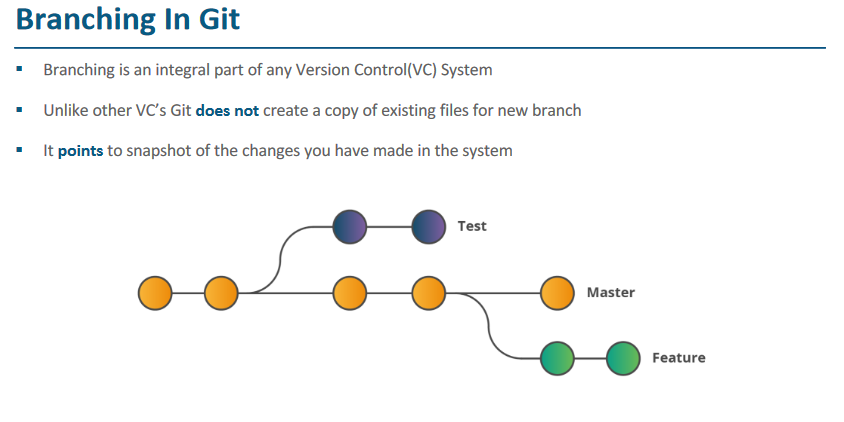 Branching In Git
▪ Branching is an integral part of any Version Control(VC) System
▪ Unlike other VC's Git does not create a copy of existing files for new branch
▪ It points to snapshot of the changes you have made in the system
Test
Master
Feature